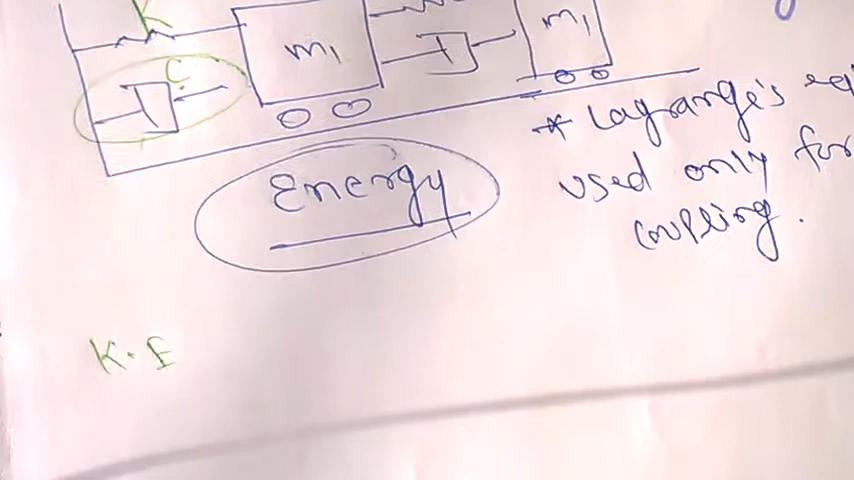 K
C
m1
m1
Energy
* Lagrange's
used only for
coupling.
K.E